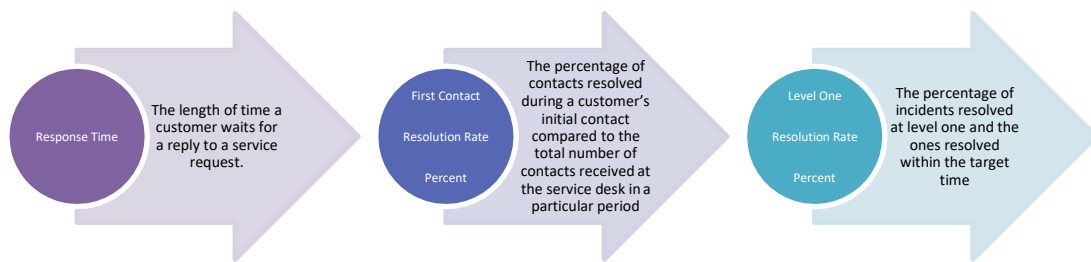 Response Time
The length of time a
customer waits for
a reply to a service
request.
First Contact
Resolution Rate
Percent
The percentage of
contacts resolved
during a customer's
initial contact
compared to the
total number of
contacts received at
the service desk in a
particular period
Level One
Resolution Rate
Percent
The percentage of
incidents resolved
at level one and the
ones resolved
within the target
time